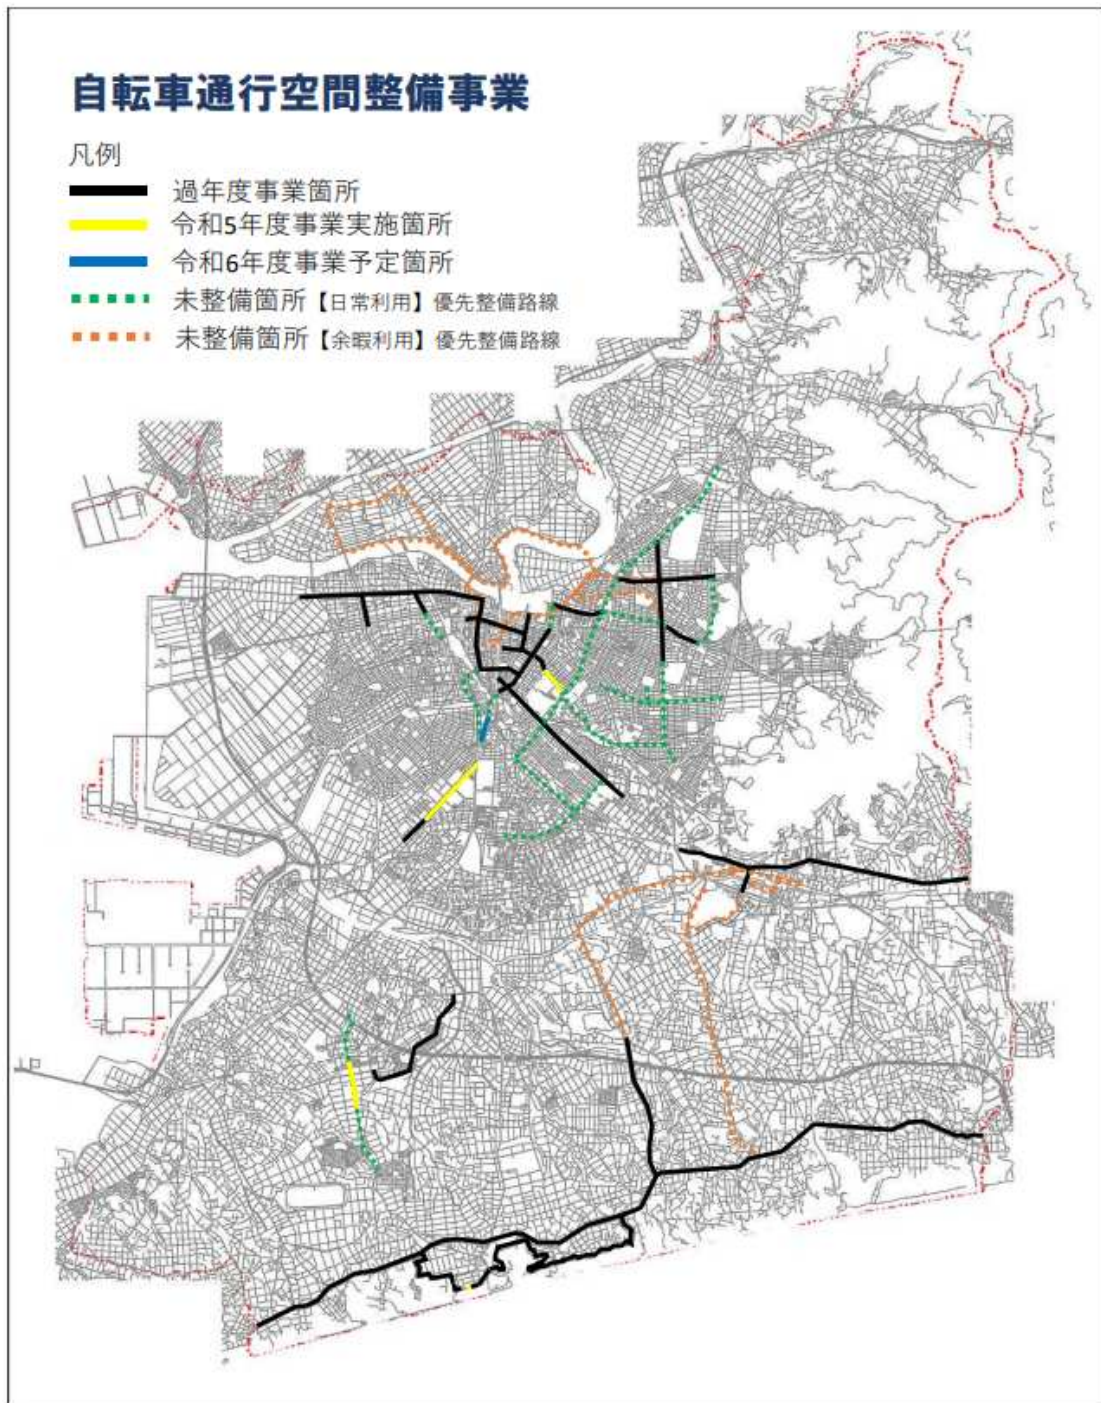 自転車通行空間整備事業
凡例
過年度事業箇所
令和5年度事業実施箇所
令和6年度事業予定箇所
未整備箇所【日常利用】優先整備路線
未整備箇所【余暇利用】優先整備路線